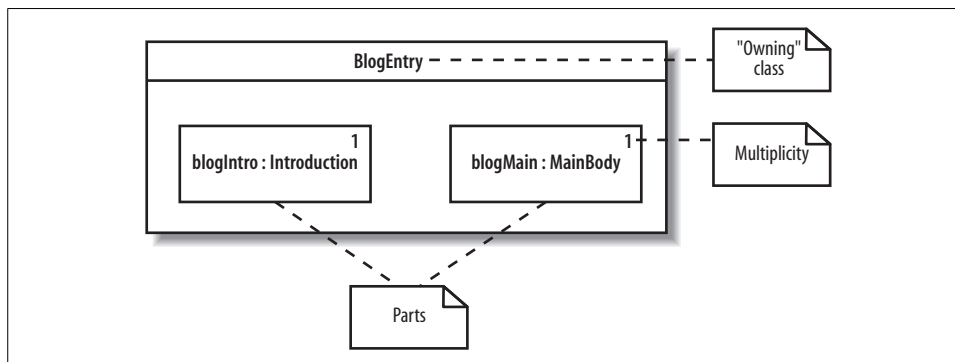 BlogEntry
"Owning"
class
1
blogIntro : Introduction
1
blogMain : MainBody
Multiplicity
Parts